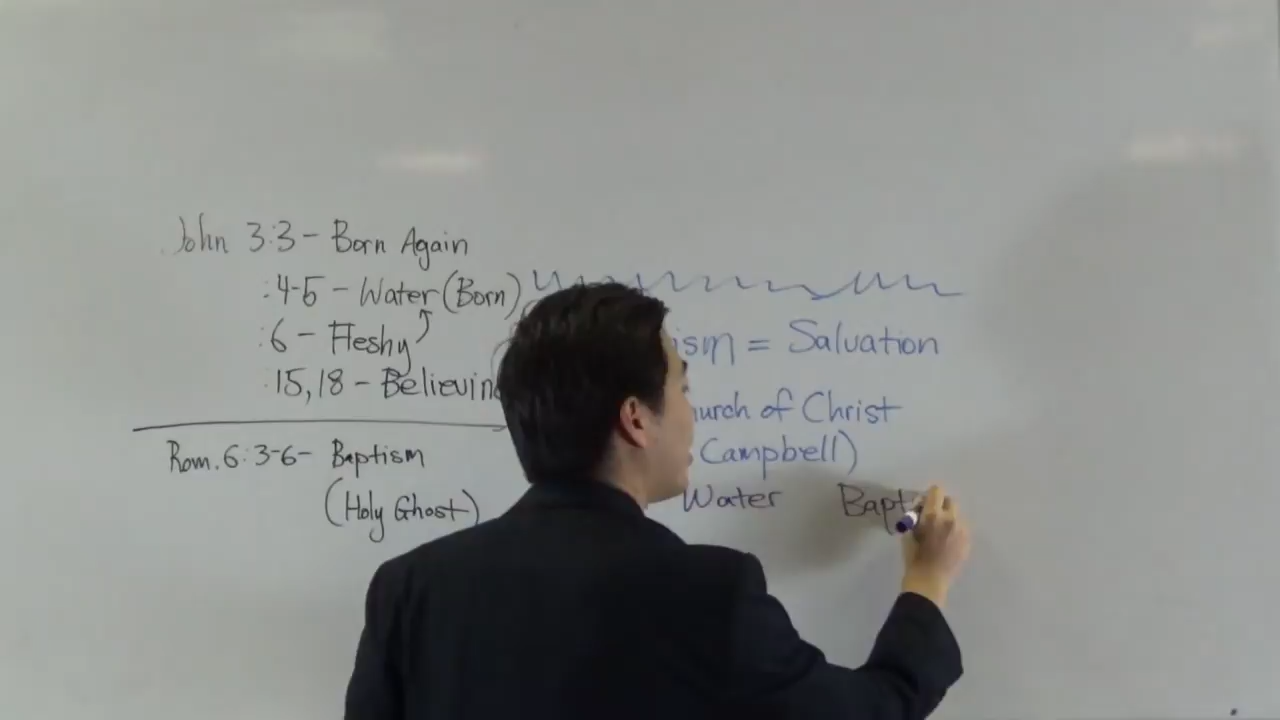 John 3:3 - Born Again
:4-5 - Water (Born)
:6 - Fleshy
:15,18 - Believin
Rom. 6:3-6- Baptism
(Holy Ghost)
ism = Salvation
urch of Christ
Campbell)
Water Bapt